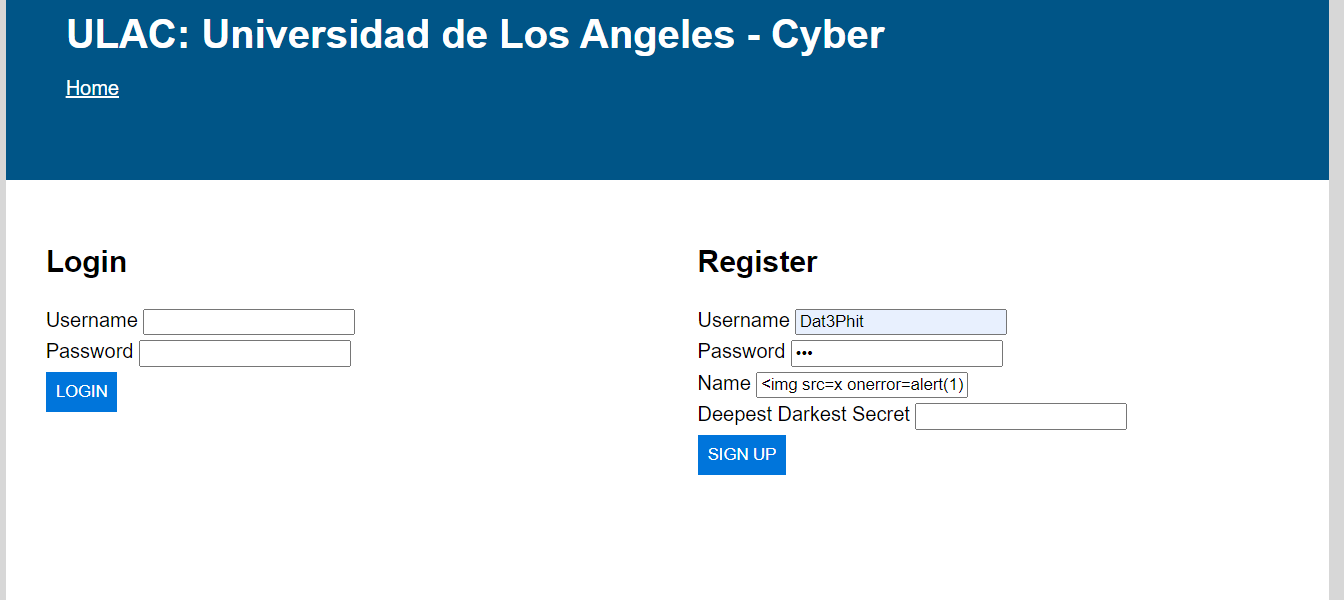 ULAC: Universidad de Los Angeles - Cyber
Home
Login
Username
Password
LOGIN
Register
Username Dat3Phit
Password •••
Name <img src=x onerror=alert(1)
Deepest Darkest Secret
SIGN UP